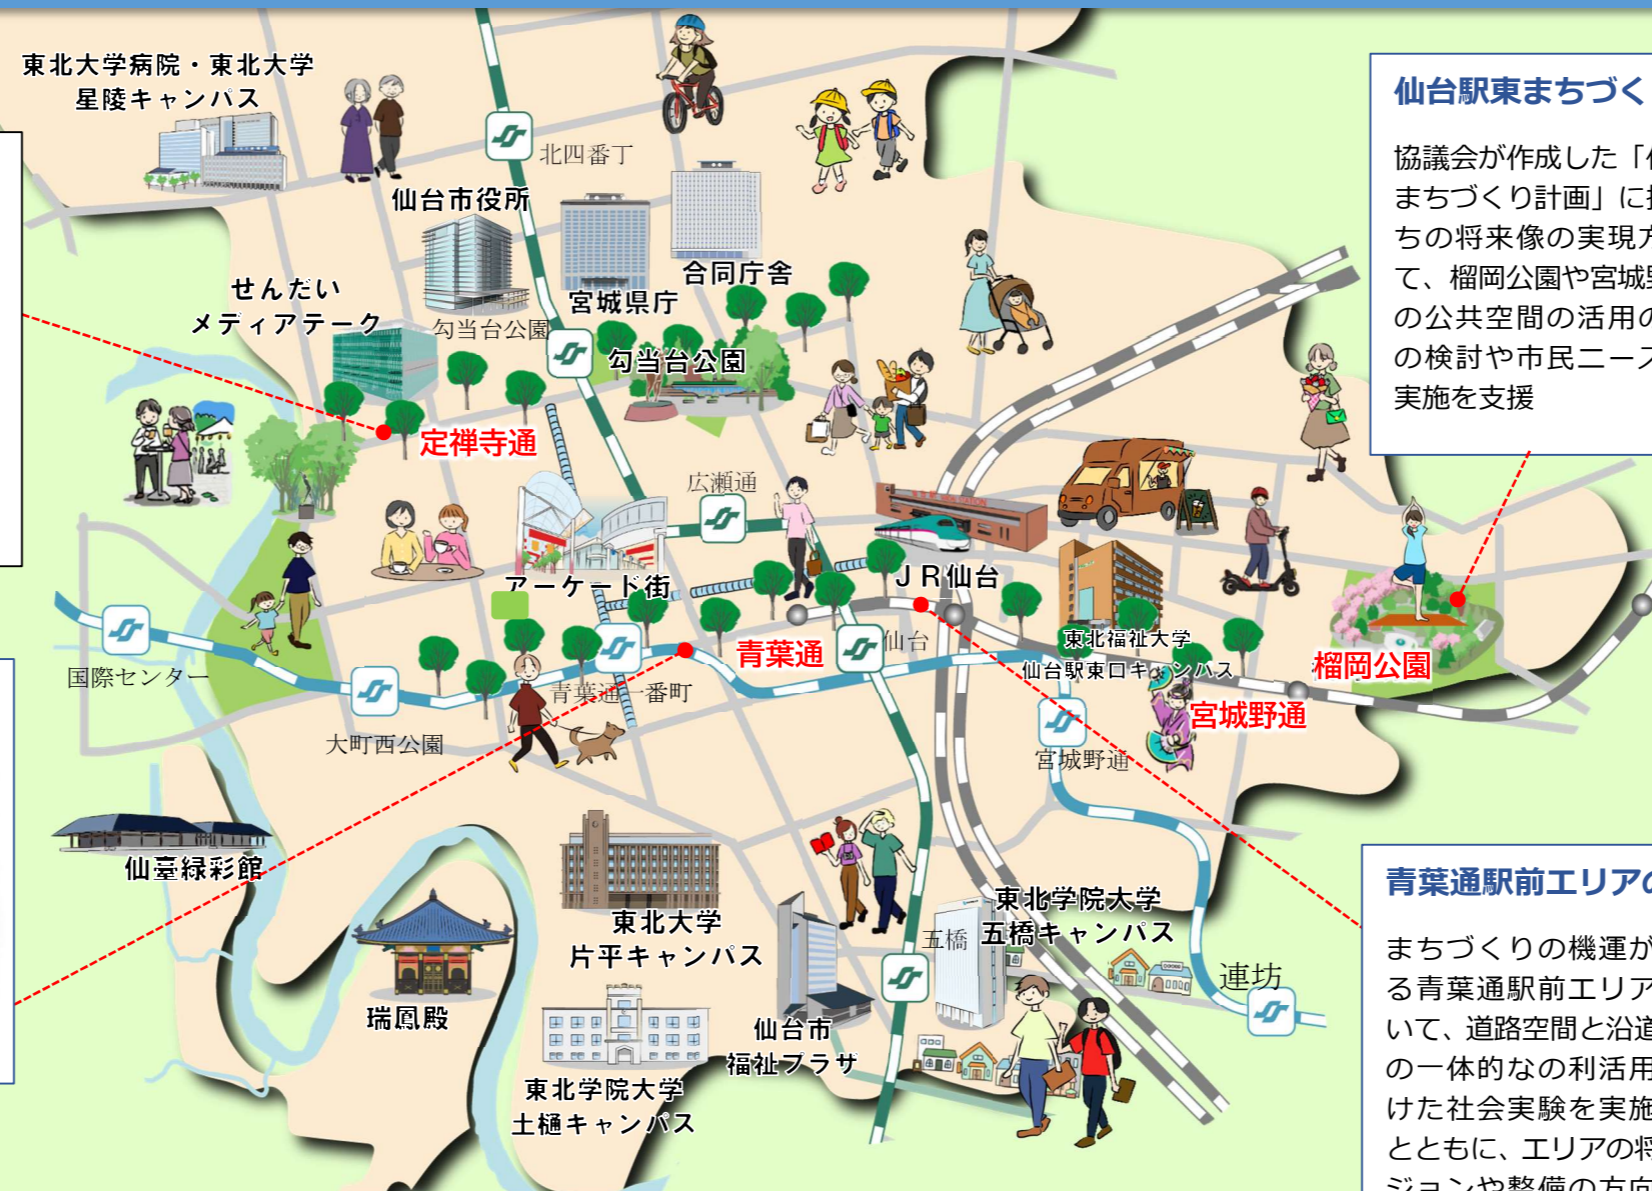 東北大学病院・東北大学
星陵キャンパス
北四番丁
仙台市役所
合同庁舎
宮城県庁
せんだい
メディアテーク
勾当台公園
勾当台公園
定禅寺通
広瀬通
アーケード街
JR仙台
仙台
青葉通
東北福祉大学
仙台駅東口キャンパス
榴岡公園
宮城野通
国際センター
青葉通一番町
大町西公園
宮城野通
仙臺緑彩館
東北大学
片平キャンパス
東北学院大学
五橋キャンパス
五橋
連坊
瑞鳳殿
仙台市
福祉プラザ
東北学院大学
土樋キャンパス
仙台駅東まちづく
協議会が作成した「
まちづくり計画」に
ちの将来像の実現
て、榴岡公園や宮城
の公共空間の活用の
の検討や市民ニーズ
実施を支援
青葉通駅前エリアの
まちづくりの機運が
る青葉通駅前エリア
いて、道路空間と沿道
の一体的なの利活用
けた社会実験を実施
とともに、エリアの将
ジョンや整備の方向